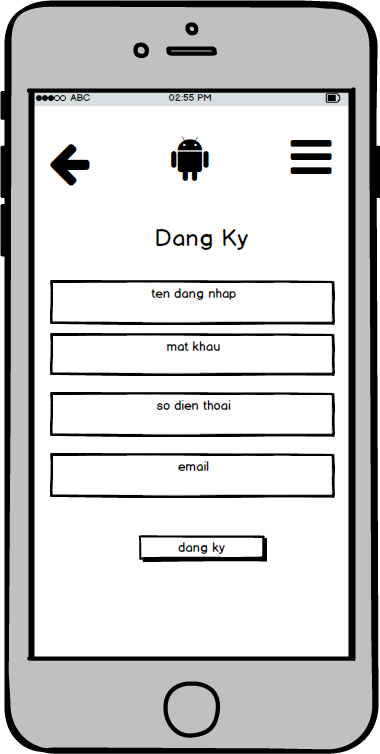 ABC 02:55 PM
Dang Ky
ten dang nhap
mat khau
so dien thoai
email
dang ky